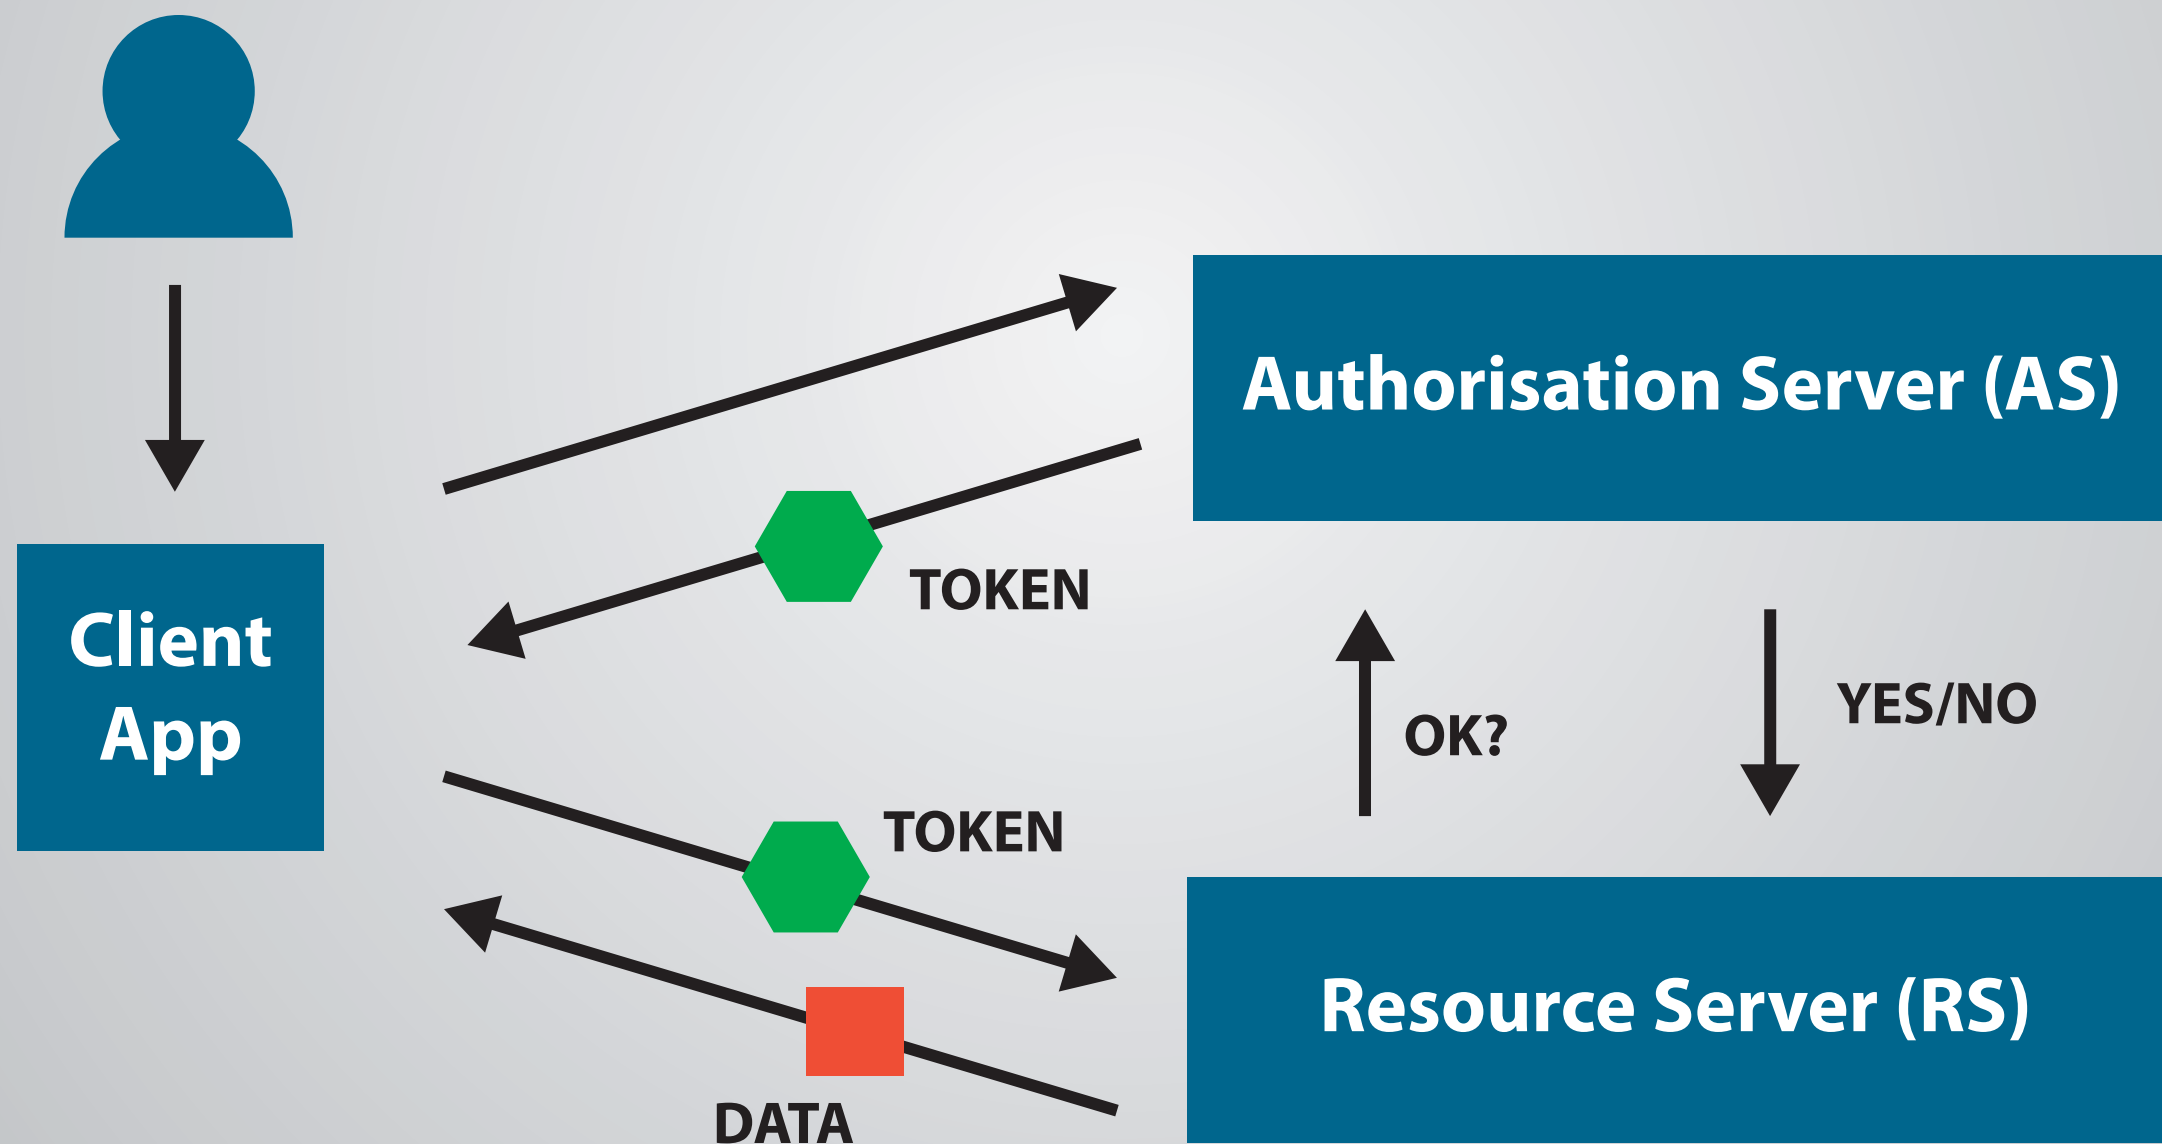 Authorisation Server (AS)
TOKEN
Client
App
OK?
YES/NO
TOKEN
Resource Server (RS)
DATA